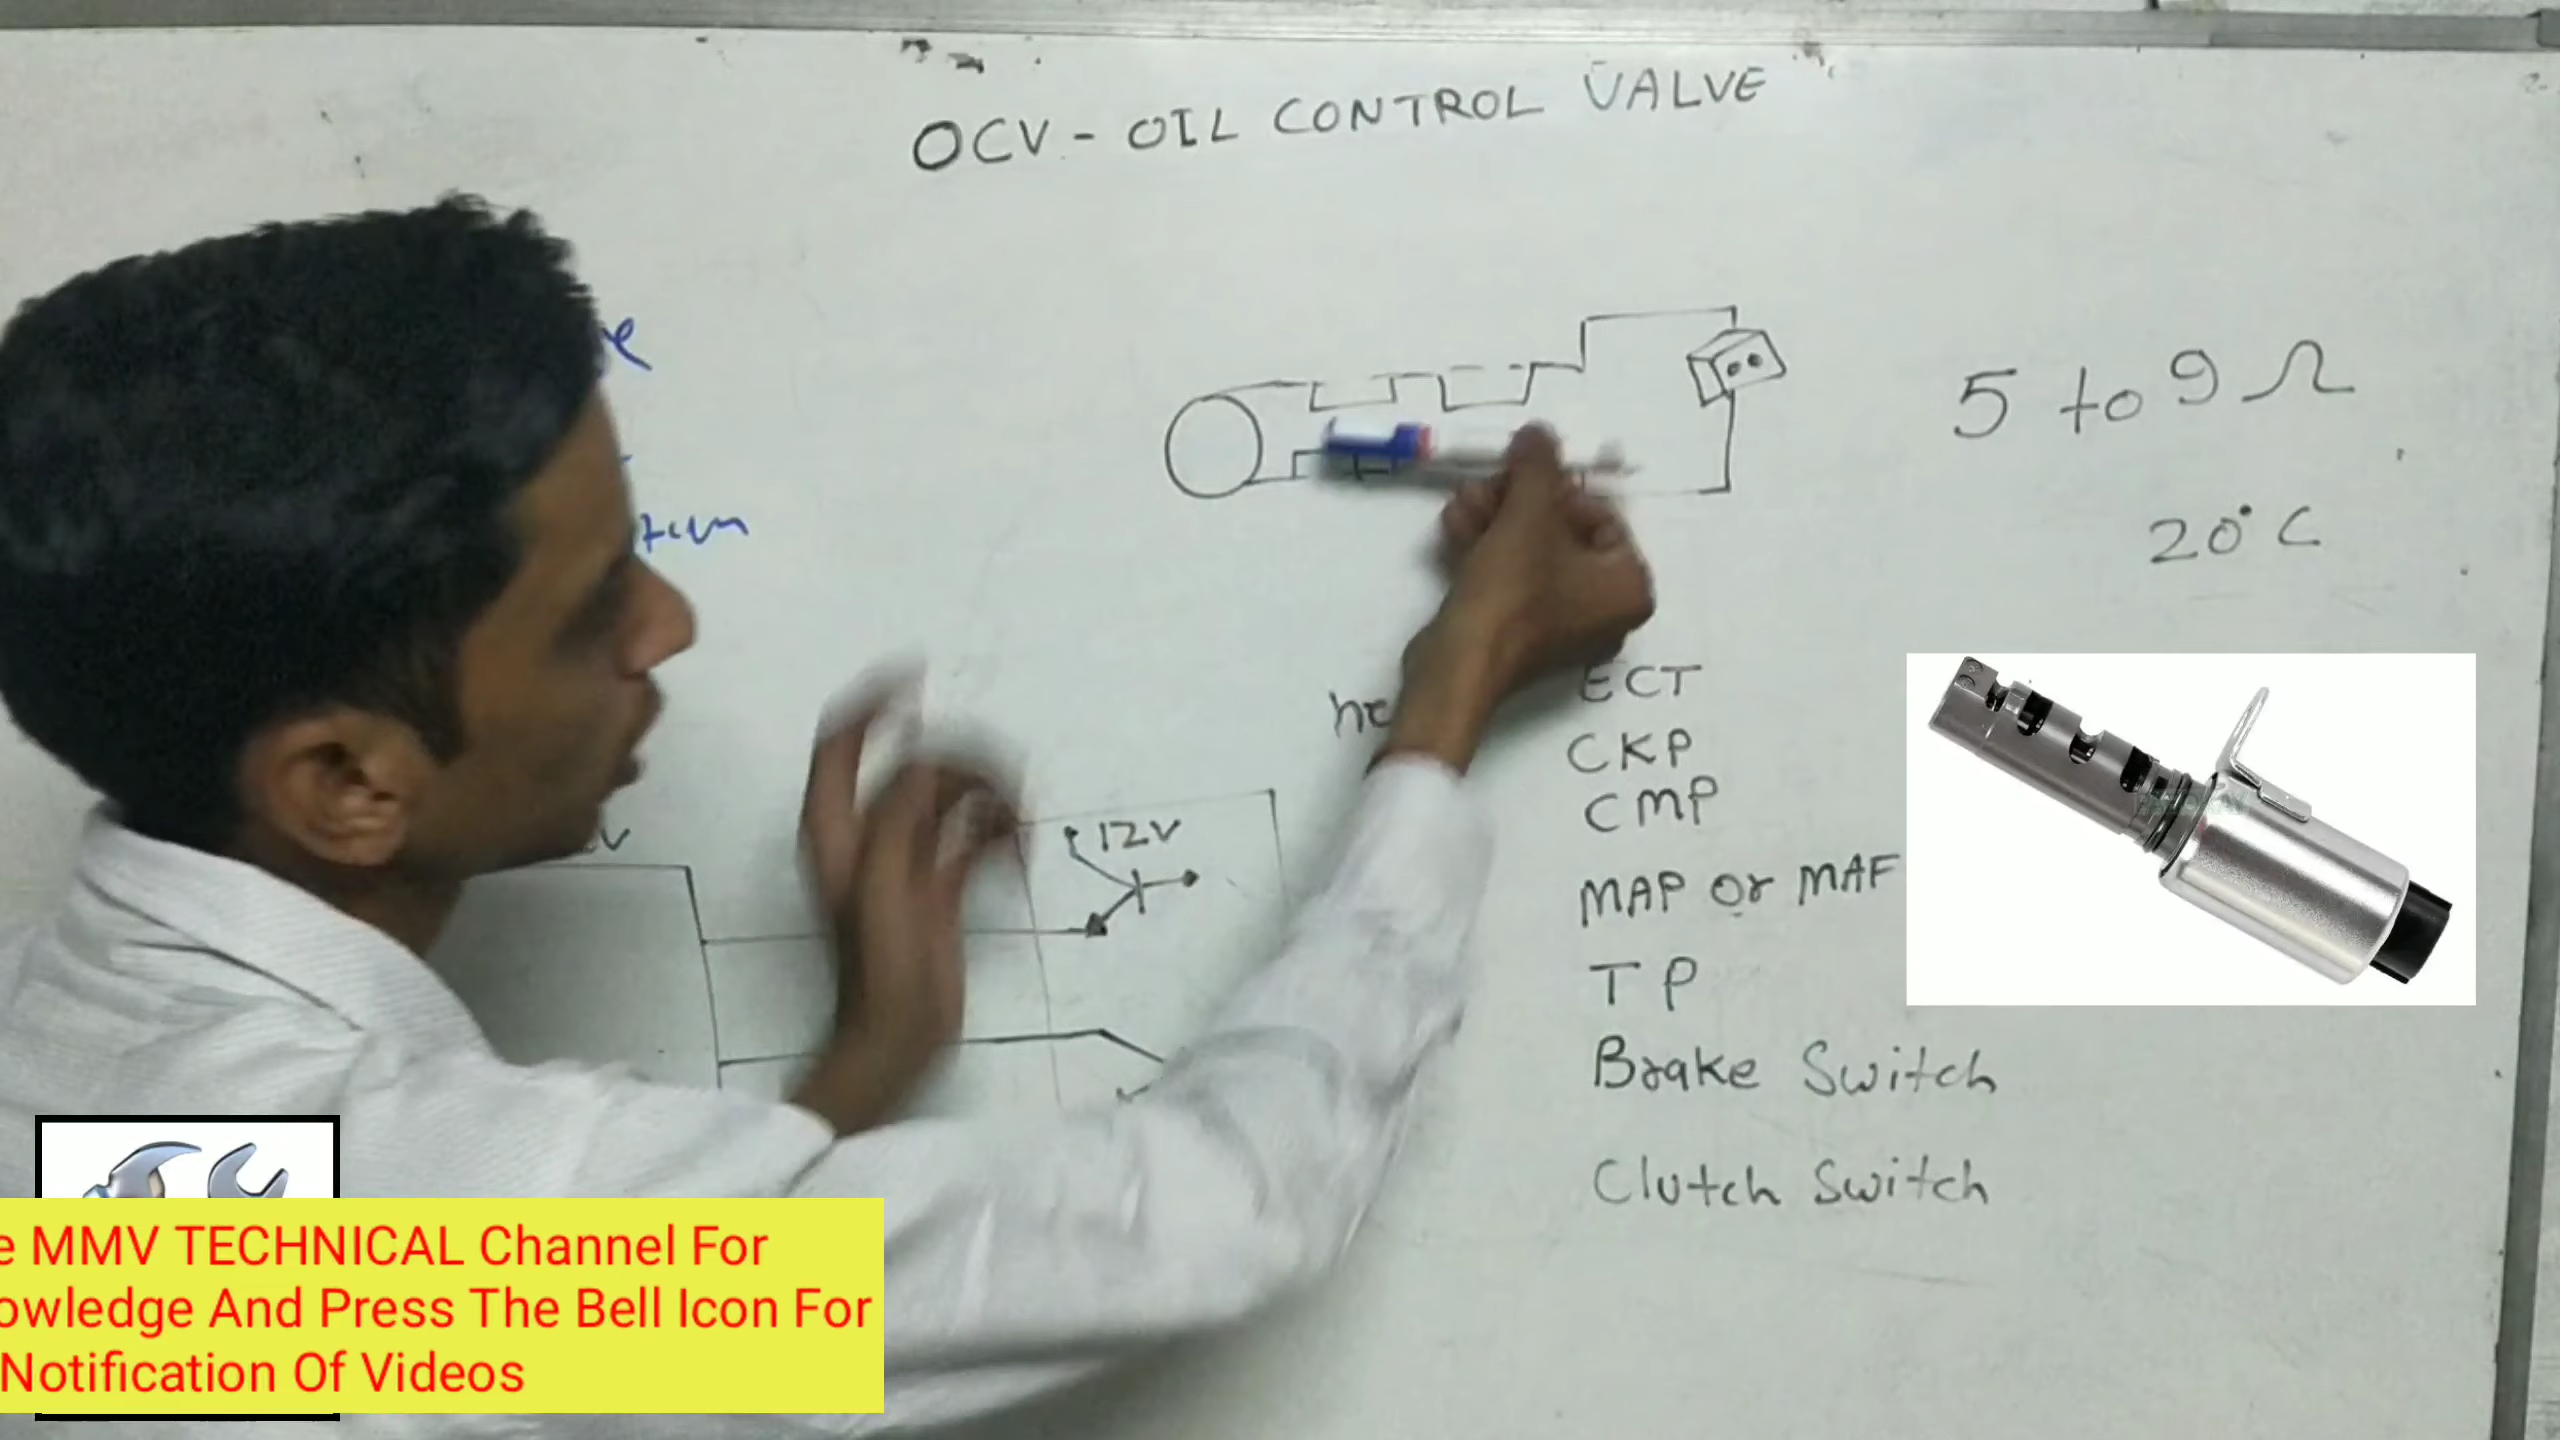 OCV - OIL CONTROL VALVE
5 to 9 Ω
20°C
ECT
CKP
CMP
MAP or MAF
TP
Brake Switch
Clutch Switch
12V
MMV TECHNICAL Channel For
And Press The Bell Icon For
Notification Of Videos